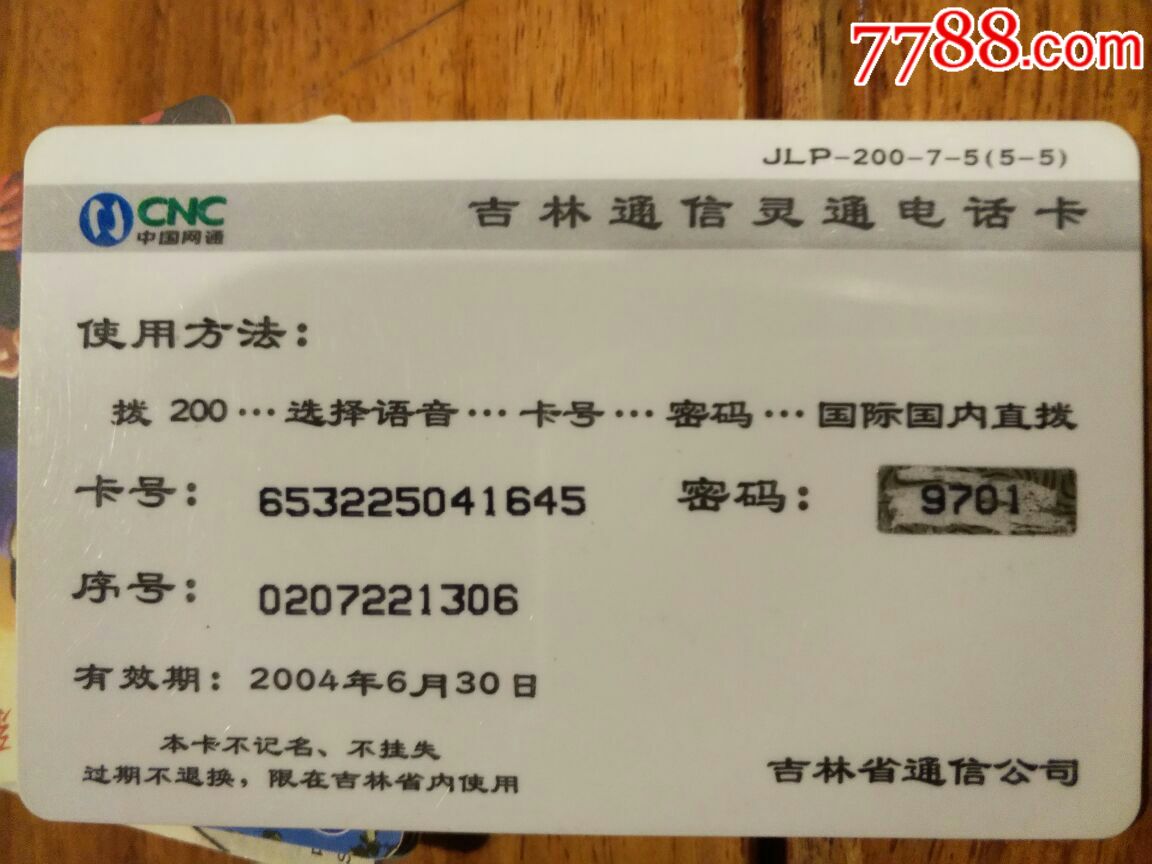 7788.com
JLP-200-7-5(5-5)
CNC
中国网通
吉林通信灵通电话卡
使用方法：
拨 200…选择语音…卡号…密码…国际国内直拨
卡号： 653225041645 密码： 9701
序号： 0207221306
有效期： 2004年6月30日
本卡不记名、不挂失
过期不退换，限在吉林省内使用
吉林省通信公司